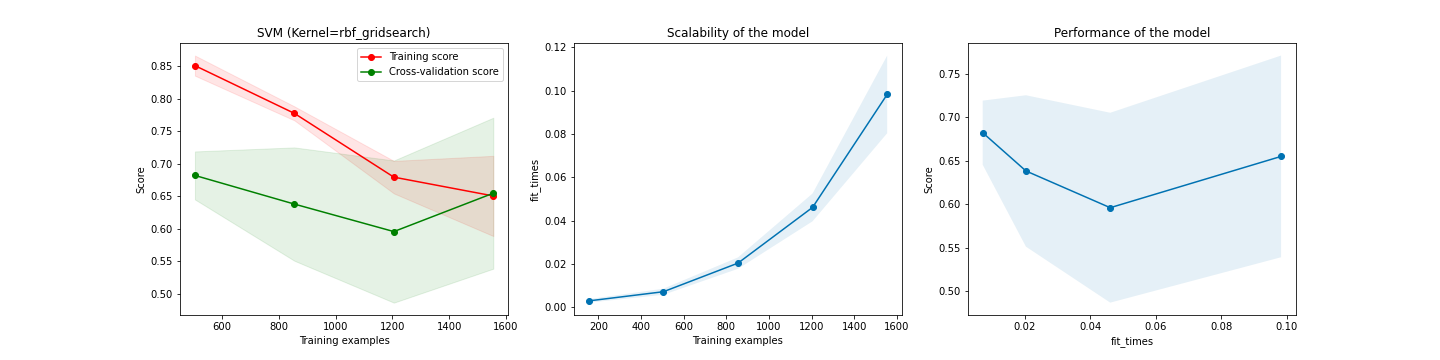 SVM (Kernel=rbf_gridsearch)
Training score
Cross-validation score
0.85
0.80
0.75
0.70
0.65
0.60
0.55
0.50
Score
600 800 1000 1200 1400 1600
Training examples
Scalability of the model
0.12
0.10
0.08
0.06
0.04
0.02
0.00
fit_times
200 400 600 800 1000 1200 1400 1600
Training examples
Performance of the model
0.75
0.70
0.65
0.60
0.55
0.50
Score
0.02 0.04 0.06 0.08 0.10
fit_times